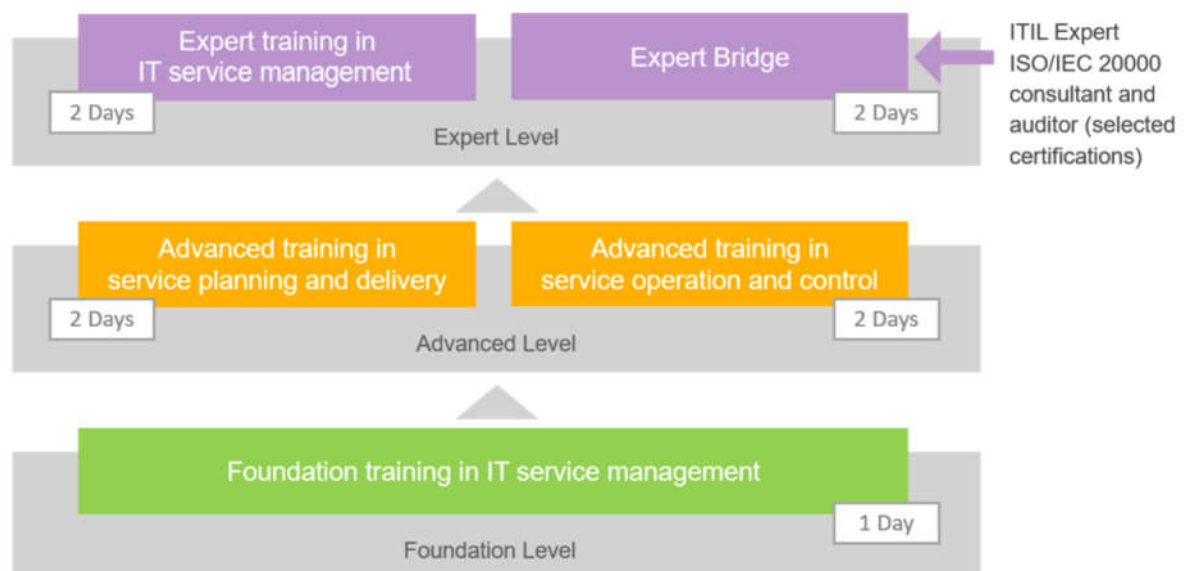 Expert training in
IT service management
2 Days
Expert Bridge
2 Days
Expert Level
ITIL Expert
ISO/IEC 20000
consultant and
auditor (selected
certifications)
Advanced training in
service planning and delivery
2 Days
Advanced training in
service operation and control
2 Days
Advanced Level
Foundation training in IT service management
1 Day
Foundation Level